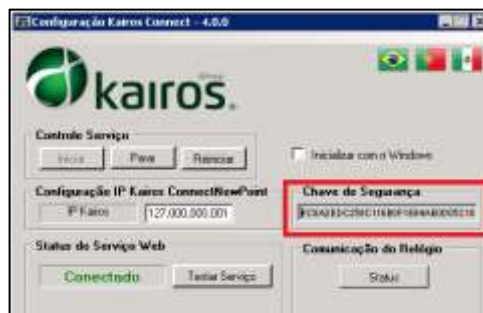 Configuração Kairos Connect - 4.0.0
kairos.
Controle Serviço
Iniciar Para Reiniciar
Inicializar com o Windows
Configuração IP Kairos ConnectNewPoint
Chave de Segurança
IP Kairos 127.000.000.001
Status do Serviço Web
Comunicação do Relógio
Conectado Testar Serviço
Status